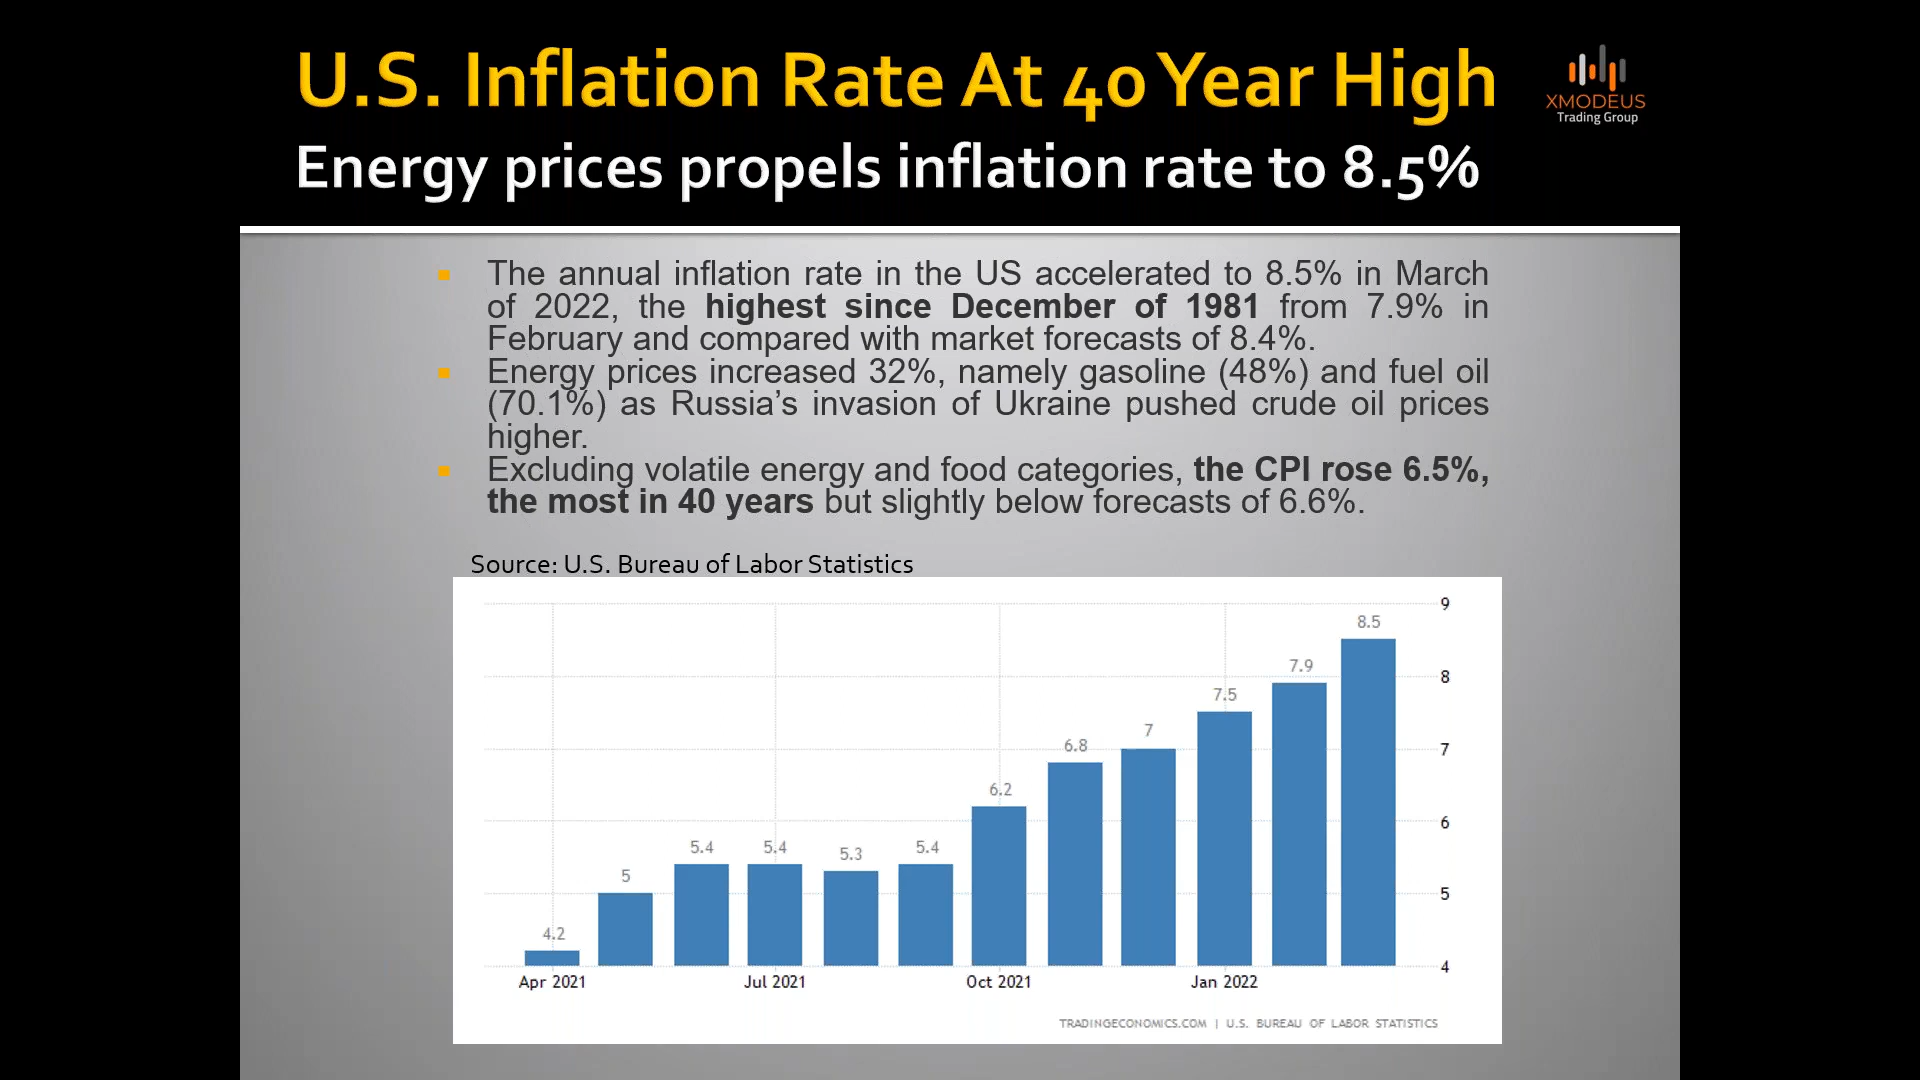 U.S. Inflation Rate At 40 Year High
XMODEUS
Trading Group
Energy prices propels inflation rate to 8.5%
The annual inflation rate in the US accelerated to 8.5% in March
of 2022, the highest since December of 1981 from 7.9% in
February and compared with market forecasts of 8.4%.
Energy prices increased 32%, namely gasoline (48%) and fuel oil
(70.1%) as Russia’s invasion of Ukraine pushed crude oil prices
higher.
Excluding volatile energy and food categories, the CPI rose 6.5%,
the most in 40 years but slightly below forecasts of 6.6%.
Source: U.S. Bureau of Labor Statistics
9
8.5
7.9
8
7.5
7
7
6.8
6.2
6
5.4
5.4
5.3
5.4
5
5
4.2
4
Apr 2021
Jul 2021
Oct 2021
Jan 2022
TRADINGECONOMICS.COM | U.S. BUREAU OF LABOR STATISTICS